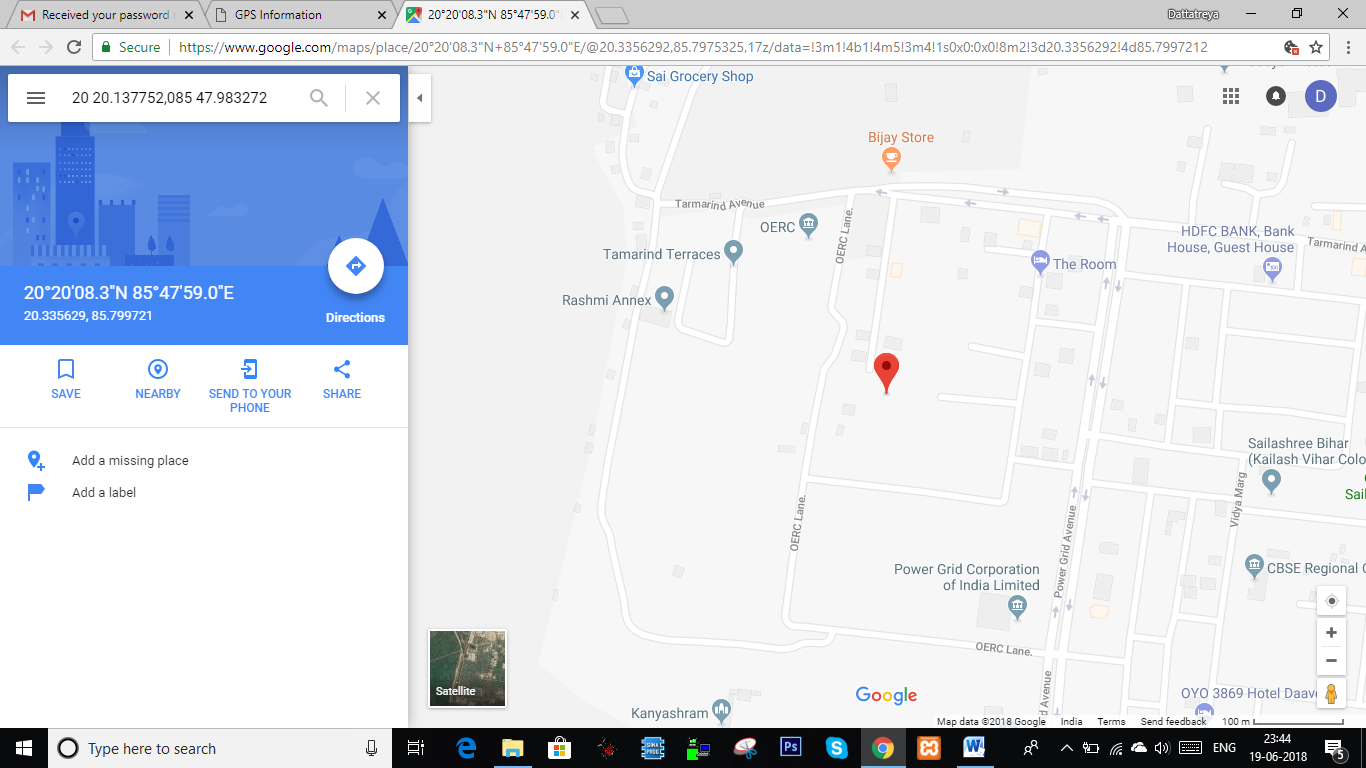 Received your password
GPS Information
20°20'08.3"N 85°47'59.0"
Dattatreya
Secure
https://www.google.com/maps/place/20°20'08.3"N+85°47'59.0"E/@20.3356292,85.7975325,17z/data=!3m1!4b1!4m5!3m4!1s0x0:0x0!8m2!3d20.3356292!4d85.7997212
20 20.137752,085 47.983272
D
20°20'08.3"N 85°47'59.0"E
20.335629, 85.799721
Directions
SAVE
NEARBY
SEND TO YOUR
PHONE
SHARE
Add a missing place
Add a label
Sai Grocery Shop
Bijay Store
Tarmarind Avenue
OERC
OERC Lane.
Tamarind Terraces
Rashmi Annex
The Room
HDFC BANK, Bank
House, Guest House
Tarmarind A
Sailashree Bihar
(Kailash Vihar Colo
Sail
Vidya Marg
OERC Lane.
Power Grid Avenue
Power Grid Corporation
of India Limited
CBSE Regional
OERC Lane.
d Avenue
OYO 3869 Hotel Daav
Kanyashram
Satellite
Google
Map data ©2018 Google
India
Terms
Send feedback
100 m
Type here to search
Ps
W
ENG
23:44
19-06-2018
5